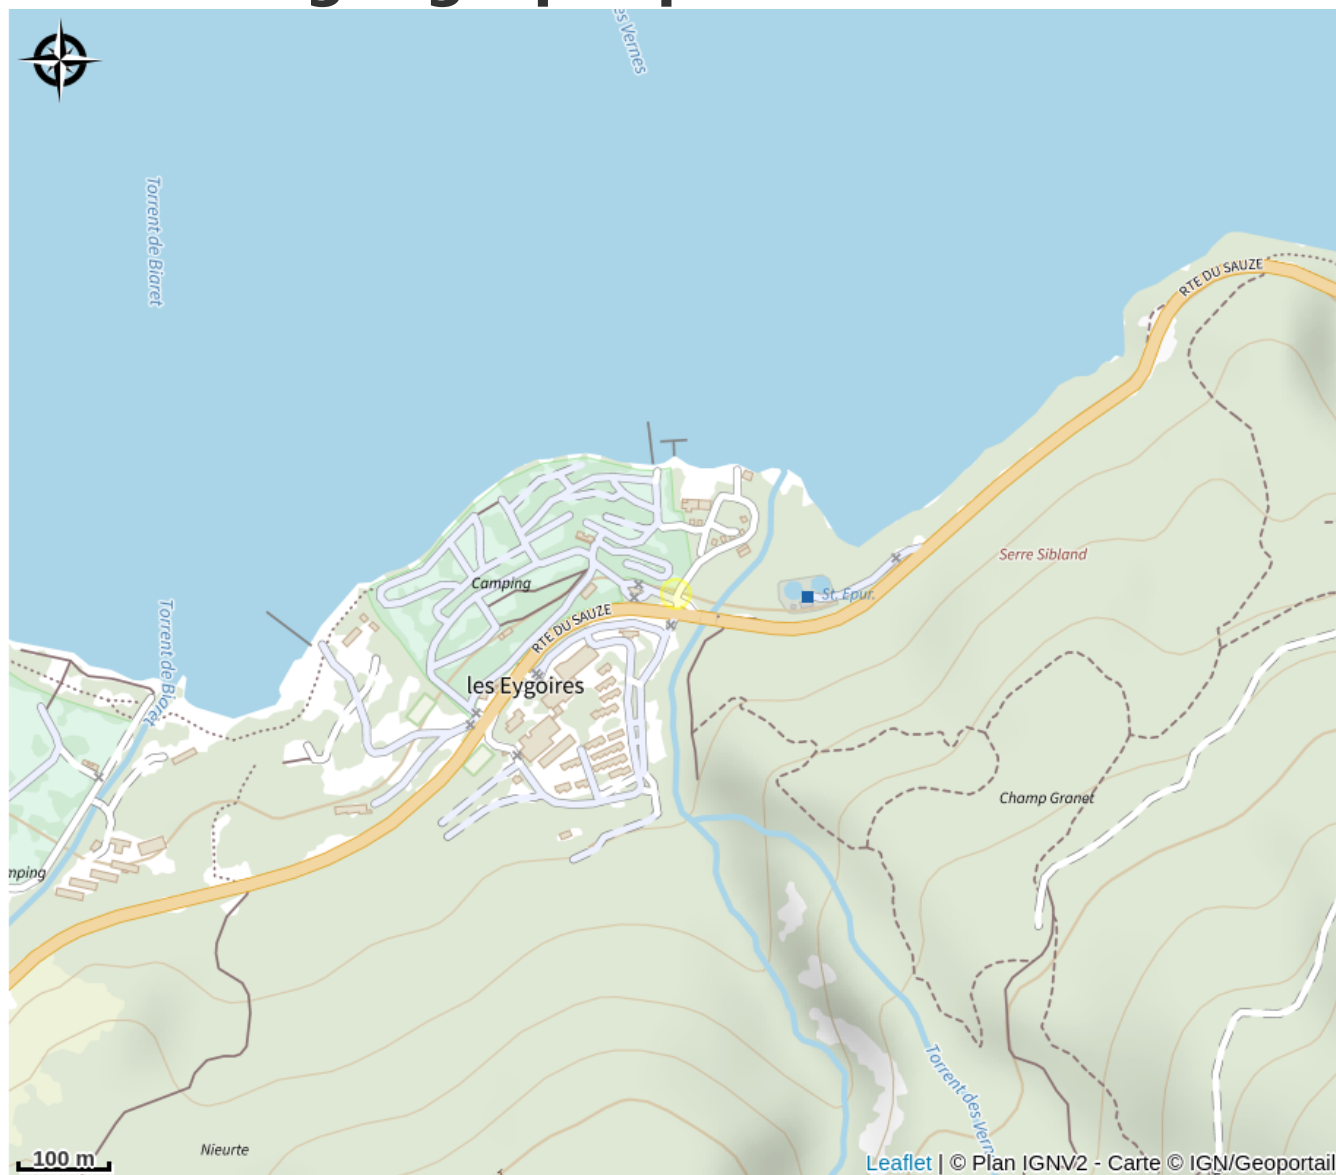 es Vernes
Torrent de Biaret
RTE DU SAUZE
Serre Sibland
Camping
St. Epur.
RTE DU SAUZE
Torrent de Biaret
les Eygoires
Champ Granet
mping
Torrent des Vern
Nieurte
100 m
Leaflet | © Plan IGNV2 - Carte © IGN/Geoportail